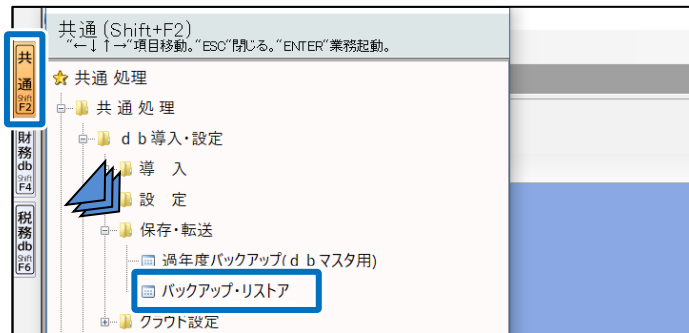 共通(Shift+F2)
“←↓↑→”項目移動。“ESC”閉じる。“ENTER”業務起動。
共
通
Shift
F2
財
務
db
Shift
F4
税
務
db
Shift
F6
共通 処理
共 通 処 理
ｄｂ導入・設定
導　入
設　定
保存・転送
過年度バックアップ(ｄｂマスタ用)
バックアップ・リストア
クラウド設定